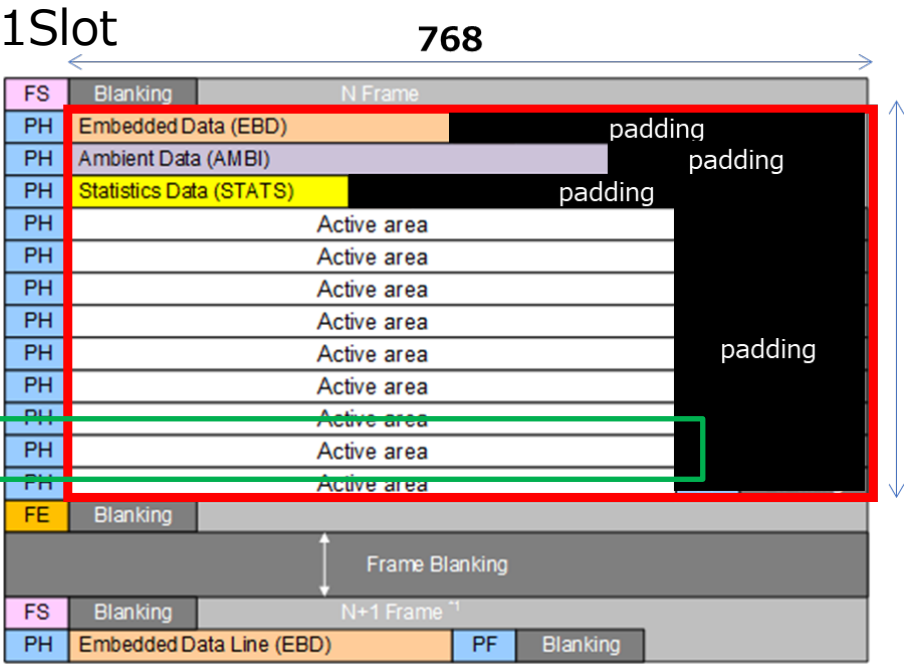 1Slot
768
FS Blanking N Frame
PH Embedded Data (EBD) padding
PH Ambient Data (AMBI) padding
PH Statistics Data (STATS) padding
PH Active area
PH Active area
PH Active area
PH Active area
PH Active area padding
PH Active area
PH Active area
PH Active area
PH Active area
FE Blanking
Frame Blanking
FS Blanking N+1 Frame *1
PH Embedded Data Line (EBD) PF Blanking